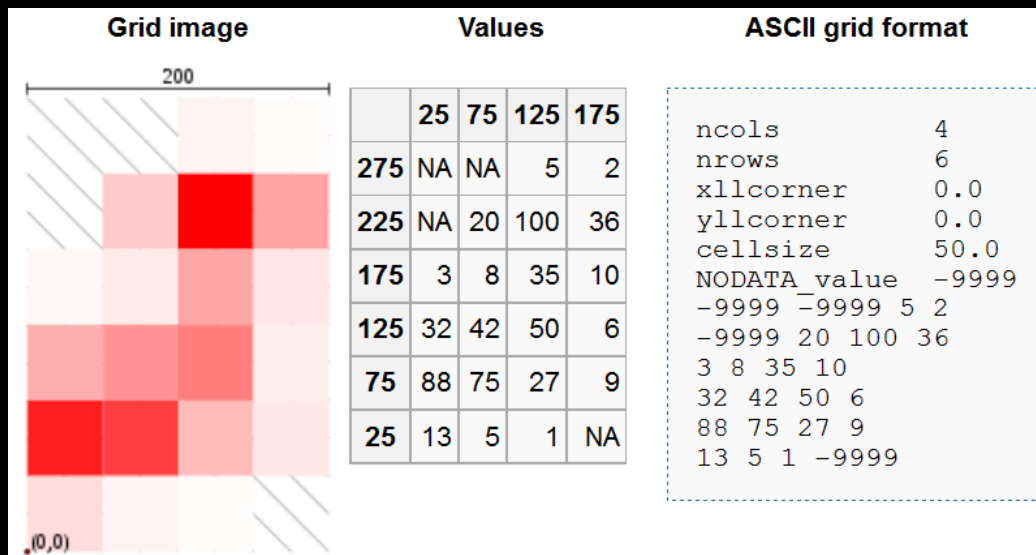 Grid image
200
(0,0)
Values
25 75 125 175
275 NA NA 5 2
225 NA 20 100 36
175 3 8 35 10
125 32 42 50 6
75 88 75 27 9
25 13 5 1 NA
ASCII grid format
ncols 4
nrows 6
xllcorner 0.0
yllcorner 0.0
cellsize 50.0
NODATA_value -9999
-9999 -9999 5 2
-9999 20 100 36
3 8 35 10
32 42 50 6
88 75 27 9
13 5 1 -9999